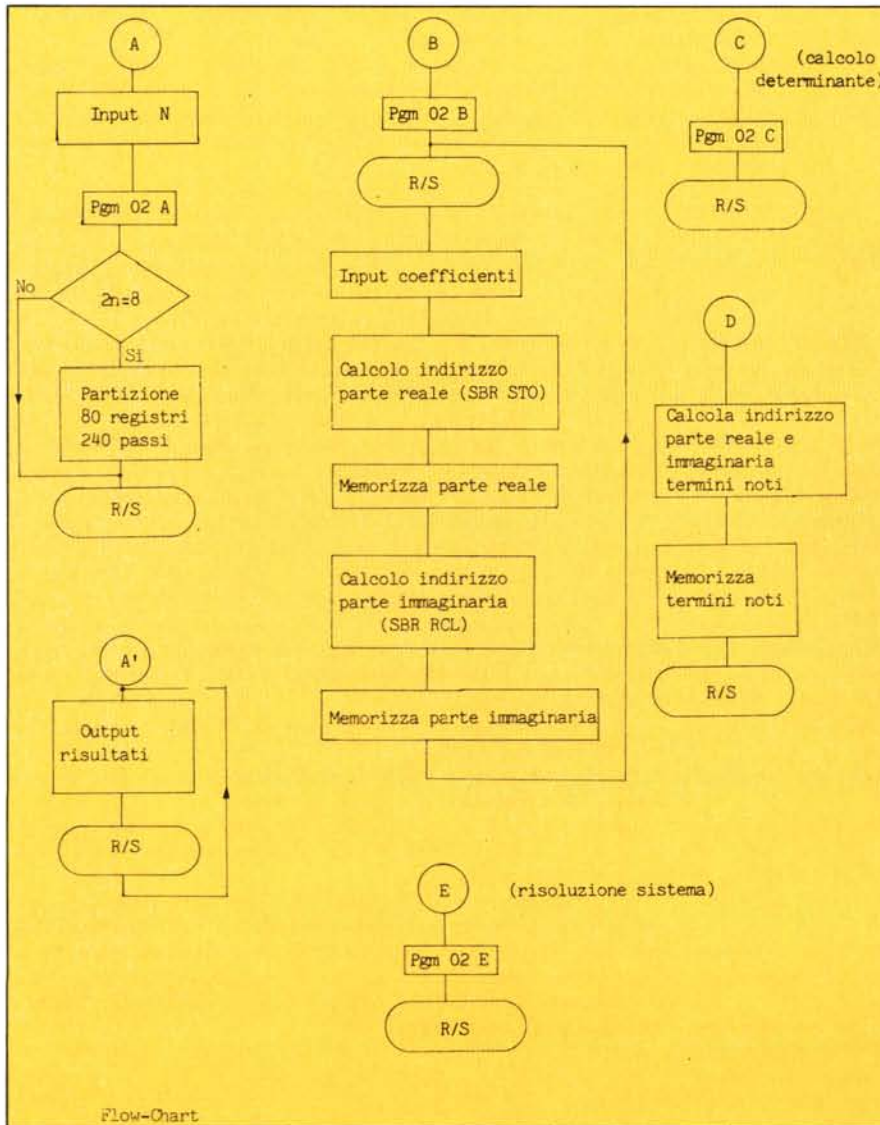 A
Input N
Pgm 02 A
No
2n=8
Si
Partizione
80 registri
240 passi
R/S
A'
Output
risultati
R/S
B
Pgm 02 B
R/S
Input coefficienti
Calcolo indirizzo
parte reale (SBR STO)
Memorizza parte reale
Calcolo indirizzo
parte immaginaria
(SBR RCL)
Memorizza parte immaginaria
E
(risoluzione sistema)
Pgm 02 E
R/S
C
(calcolo
determinante)
Pgm 02 C
R/S
D
Calcola indirizzo
parte reale e
immaginaria
termini noti
Memorizza
termini noti
R/S
Flow-Chart